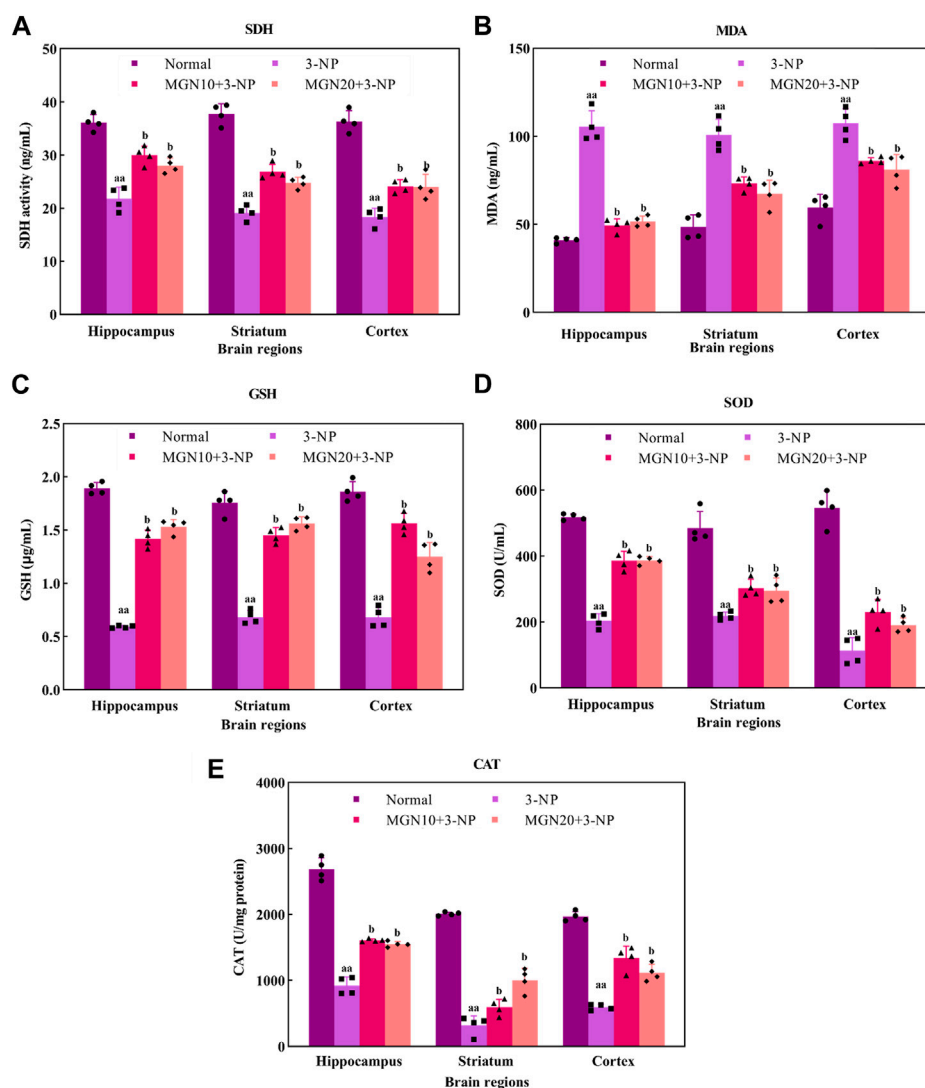 A
SDH
Normal
3-NP
MGN10+3-NP
MGN20+3-NP
SDH activity (ng/mL)
50
40
30
20
10
0
aa
b
b
aa
b
b
aa
b
b
Hippocampus
Striatum
Cortex
Brain regions
B
MDA
Normal
3-NP
MGN10+3-NP
MGN20+3-NP
MDA (ng/mL)
150
100
50
0
aa
b
b
aa
b
b
aa
b
b
Hippocampus
Striatum
Cortex
Brain regions
C
GSH
Normal
3-NP
MGN10+3-NP
MGN20+3-NP
GSH (µg/mL)
2.5
2.0
1.5
1.0
0.5
0.0
aa
b
b
aa
b
b
aa
b
b
Hippocampus
Striatum
Cortex
Brain regions
D
SOD
Normal
3-NP
MGN10+3-NP
MGN20+3-NP
SOD (U/mL)
800
600
400
200
0
aa
b
b
aa
b
b
aa
b
b
Hippocampus
Striatum
Cortex
Brain regions
E
CAT
Normal
3-NP
MGN10+3-NP
MGN20+3-NP
CAT (U/mg protein)
4000
3000
2000
1000
0
aa
b
b
aa
b
b
aa
b
b
Hippocampus
Striatum
Cortex
Brain regions